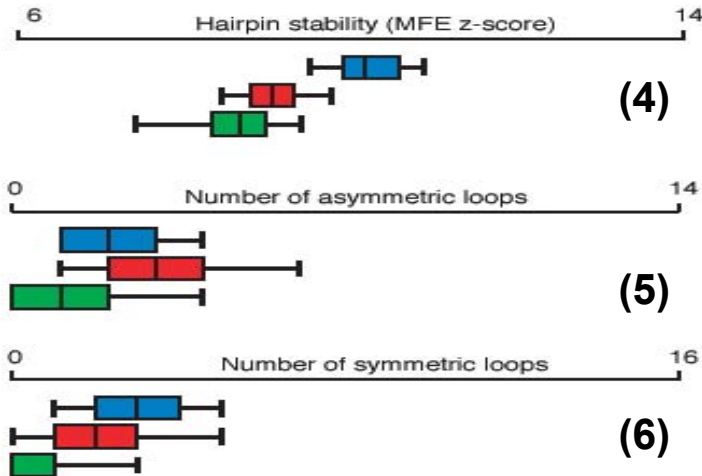 6 Hairpin stability (MFE z-score) 14
(4)
0 Number of asymmetric loops 14
(5)
0 Number of symmetric loops 16
(6)